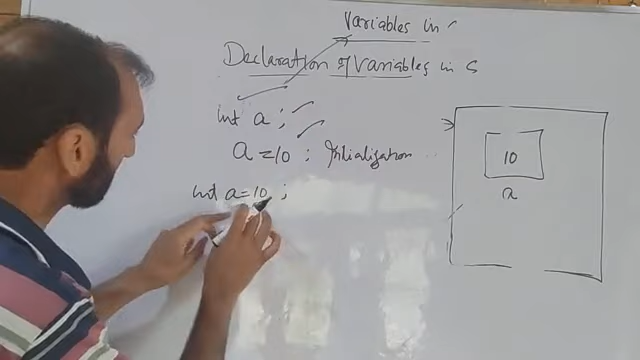 Variables in C
Declaration of Variables in C
int a;
a = 10; Initialization
int a = 10;
10
a